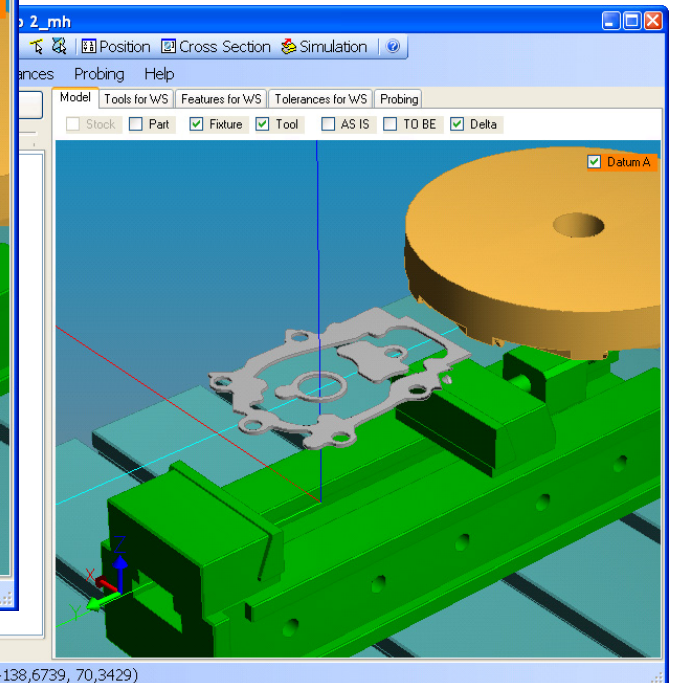 2_mh
Position Cross Section Simulation
Probing Help
Model Tools for WS Features for WS Tolerances for WS Probing
Stock Part Fixture Tool AS IS TO BE Delta
Datum A
Z
X
Y
138,6739, 70,3429)